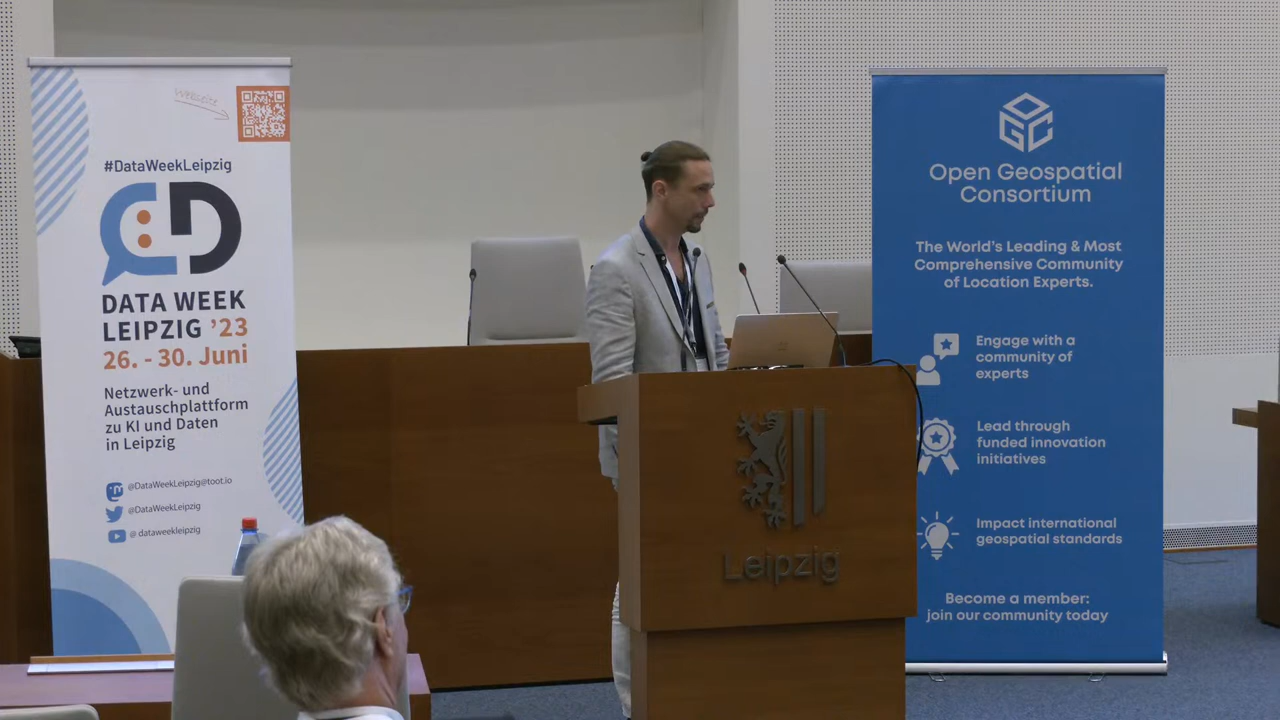 Website
#DataWeekLeipzig
DATA WEEK
LEIPZIG '23
26. - 30. Juni
Netzwerk- und
Austauschplattform
zu KI und Daten
in Leipzig
@DataWeekLeipzig@toot.io
@DataWeekLeipzig
@dataweekleipzig
Leipzig
OGC
Open Geospatial
Consortium
The World's Leading & Most
Comprehensive Community
of Location Experts.
Engage with a
community of
experts
Lead through
funded innovation
initiatives
Impact international
geospatial standards
Become a member:
join our community today